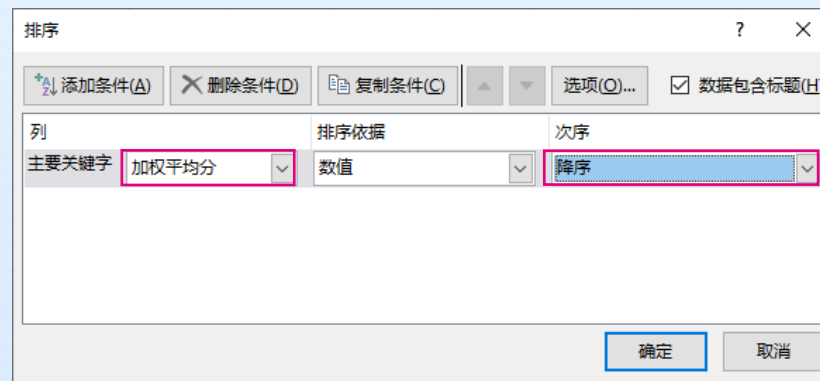 排序 ?
添加条件(A) 删除条件(D) 复制条件(C) 选项(O)... 数据包含标题(H
列 排序依据 次序
主要关键字 加权平均分 数值 降序
确定 取消